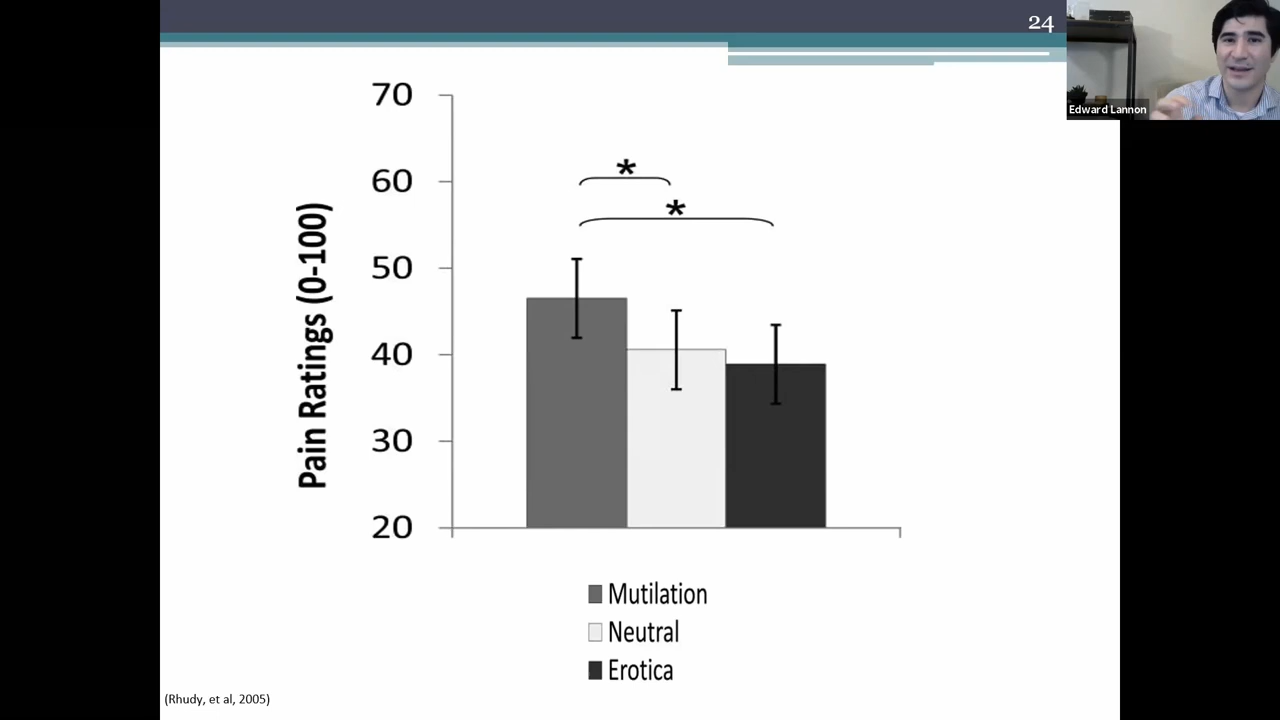 24
Edward Lannon
70
60
50
40
30
20
*
*
Pain Ratings (0-100)
Mutilation
Neutral
Erotica
(Rhudy, et al, 2005)